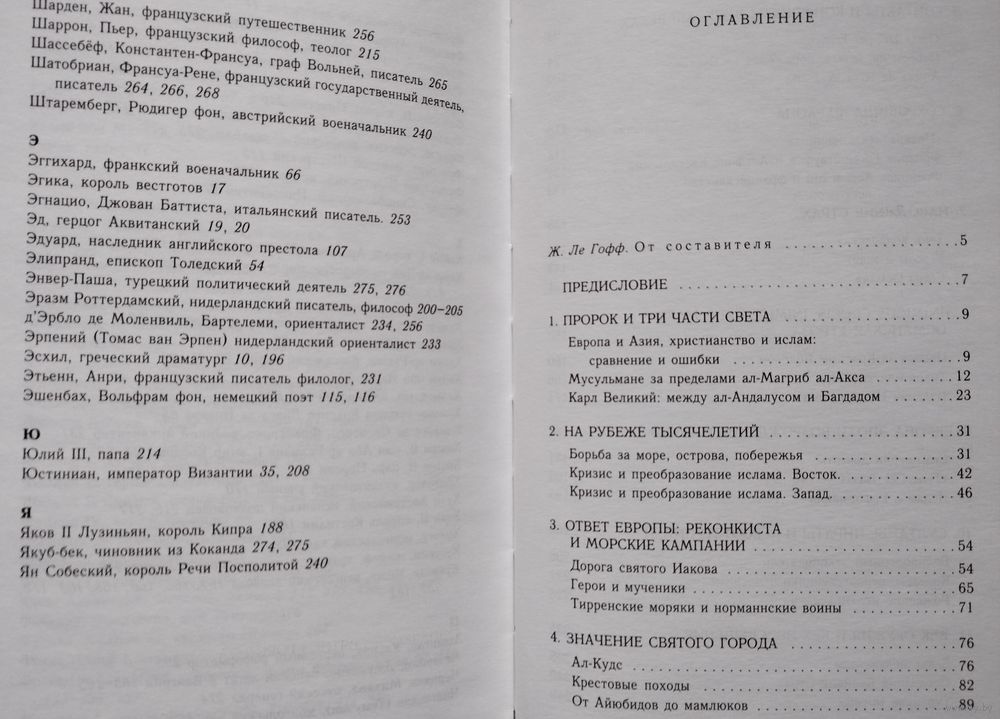 Шарден, Жан, французский путешественник 256
Шаррон, Пьер, французский философ, теолог 215
Шассебёф, Константен-Франсуа, граф Вольней, писатель 265
Шатобриан, Франсуа-Рене, французский государственный деятель,
писатель 264, 266, 268
Штаремберг, Рюдигер фон, австрийский военачальник 240
Э
Эггихард, франкский военачальник 66
Эгика, король вестготов 17
Эгнацио, Джован Баттиста, итальянский писатель. 253
Эд, герцог Аквитанский 19, 20
Эдуард, наследник английского престола 107
Элипранд, епископ Толедский 54
Энвер-Паша, турецкий политический деятель 275, 276
Эразм Роттердамский, нидерландский писатель, философ 200–205
д'Эрбло де Моленвиль, Бартелеми, ориенталист 234, 256
Эрпений (Томас ван Эрпен) нидерландский ориенталист 233
Эсхил, греческий драматург 10, 196
Этьенн, Анри, французский писатель филолог, 231
Эшенбах, Вольфрам фон, немецкий поэт 115, 116
Ю
Юлий III, папа 214
Юстиниан, император Византии 35, 208
Я
Яков II Лузиньян, король Кипра 188
Якуб-бек, чиновник из Коканда 274, 275
Ян Собеский, король Речи Посполитой 240
ОГЛАВЛЕНИЕ
Ж. Ле Гофф. От составителя . . . . . . . . . . . . . . . . . 5
ПРЕДИСЛОВИЕ . . . . . . . . . . . . . . . . . . . . . . . . 7
1. ПРОРОК И ТРИ ЧАСТИ СВЕТА . . . . . . . . . . . . . . . 9
Европа и Азия, христианство и ислам:
сравнение и ошибки . . . . . . . . . . . . . . . . . . . 9
Мусульмане за пределами ал-Магриб ал-Акса . . . . . . . 12
Карл Великий: между ал-Андалусом и Багдадом . . . . . . 23
2. НА РУБЕЖЕ ТЫСЯЧЕЛЕТИЙ . . . . . . . . . . . . . . . . 31
Борьба за море, острова, побережья . . . . . . . . . . . 31
Кризис и преобразование ислама. Восток. . . . . . . . . . 42
Кризис и преобразование ислама. Запад. . . . . . . . . . 46
3. ОТВЕТ ЕВРОПЫ: РЕКОНКИСТА
И МОРСКИЕ КАМПАНИИ . . . . . . . . . . . . . . . . . 54
Дорога святого Иакова . . . . . . . . . . . . . . . . . . 54
Герои и мученики . . . . . . . . . . . . . . . . . . . . . 65
Тирренские моряки и норманнские воины . . . . . . . . . 71
4. ЗНАЧЕНИЕ СВЯТОГО ГОРОДА . . . . . . . . . . . . . . . 76
Ал-Кудс . . . . . . . . . . . . . . . . . . . . . . . . . . 76
Крестовые походы . . . . . . . . . . . . . . . . . . . . 82
От Айюбидов до мамлюков . . . . . . . . . . . . . . . . 89